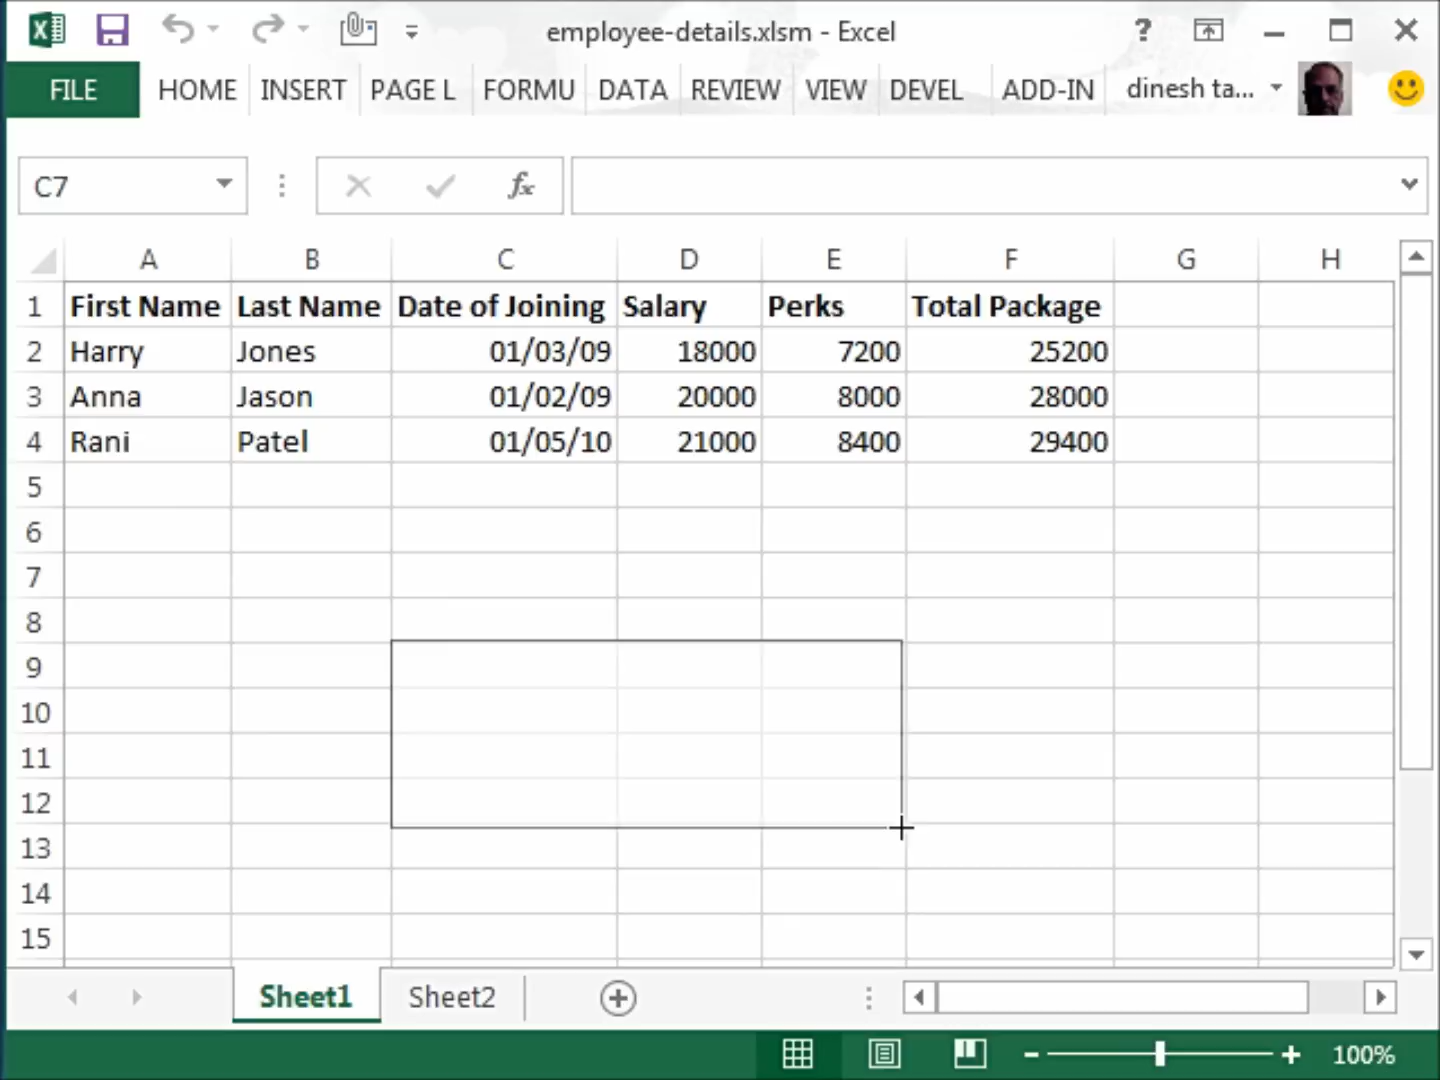 employee-details.xlsm - Excel
?
FILE HOME INSERT PAGE L FORMU DATA REVIEW VIEW DEVEL ADD-IN dinesh ta...
C7 fx
A B C D E F G H
1 First Name Last Name Date of Joining Salary Perks Total Package
2 Harry Jones 01/03/09 18000 7200 25200
3 Anna Jason 01/02/09 20000 8000 28000
4 Rani Patel 01/05/10 21000 8400 29400
5
6
7
8
9
10
11
12
13
14
15
Sheet1 Sheet2
100%